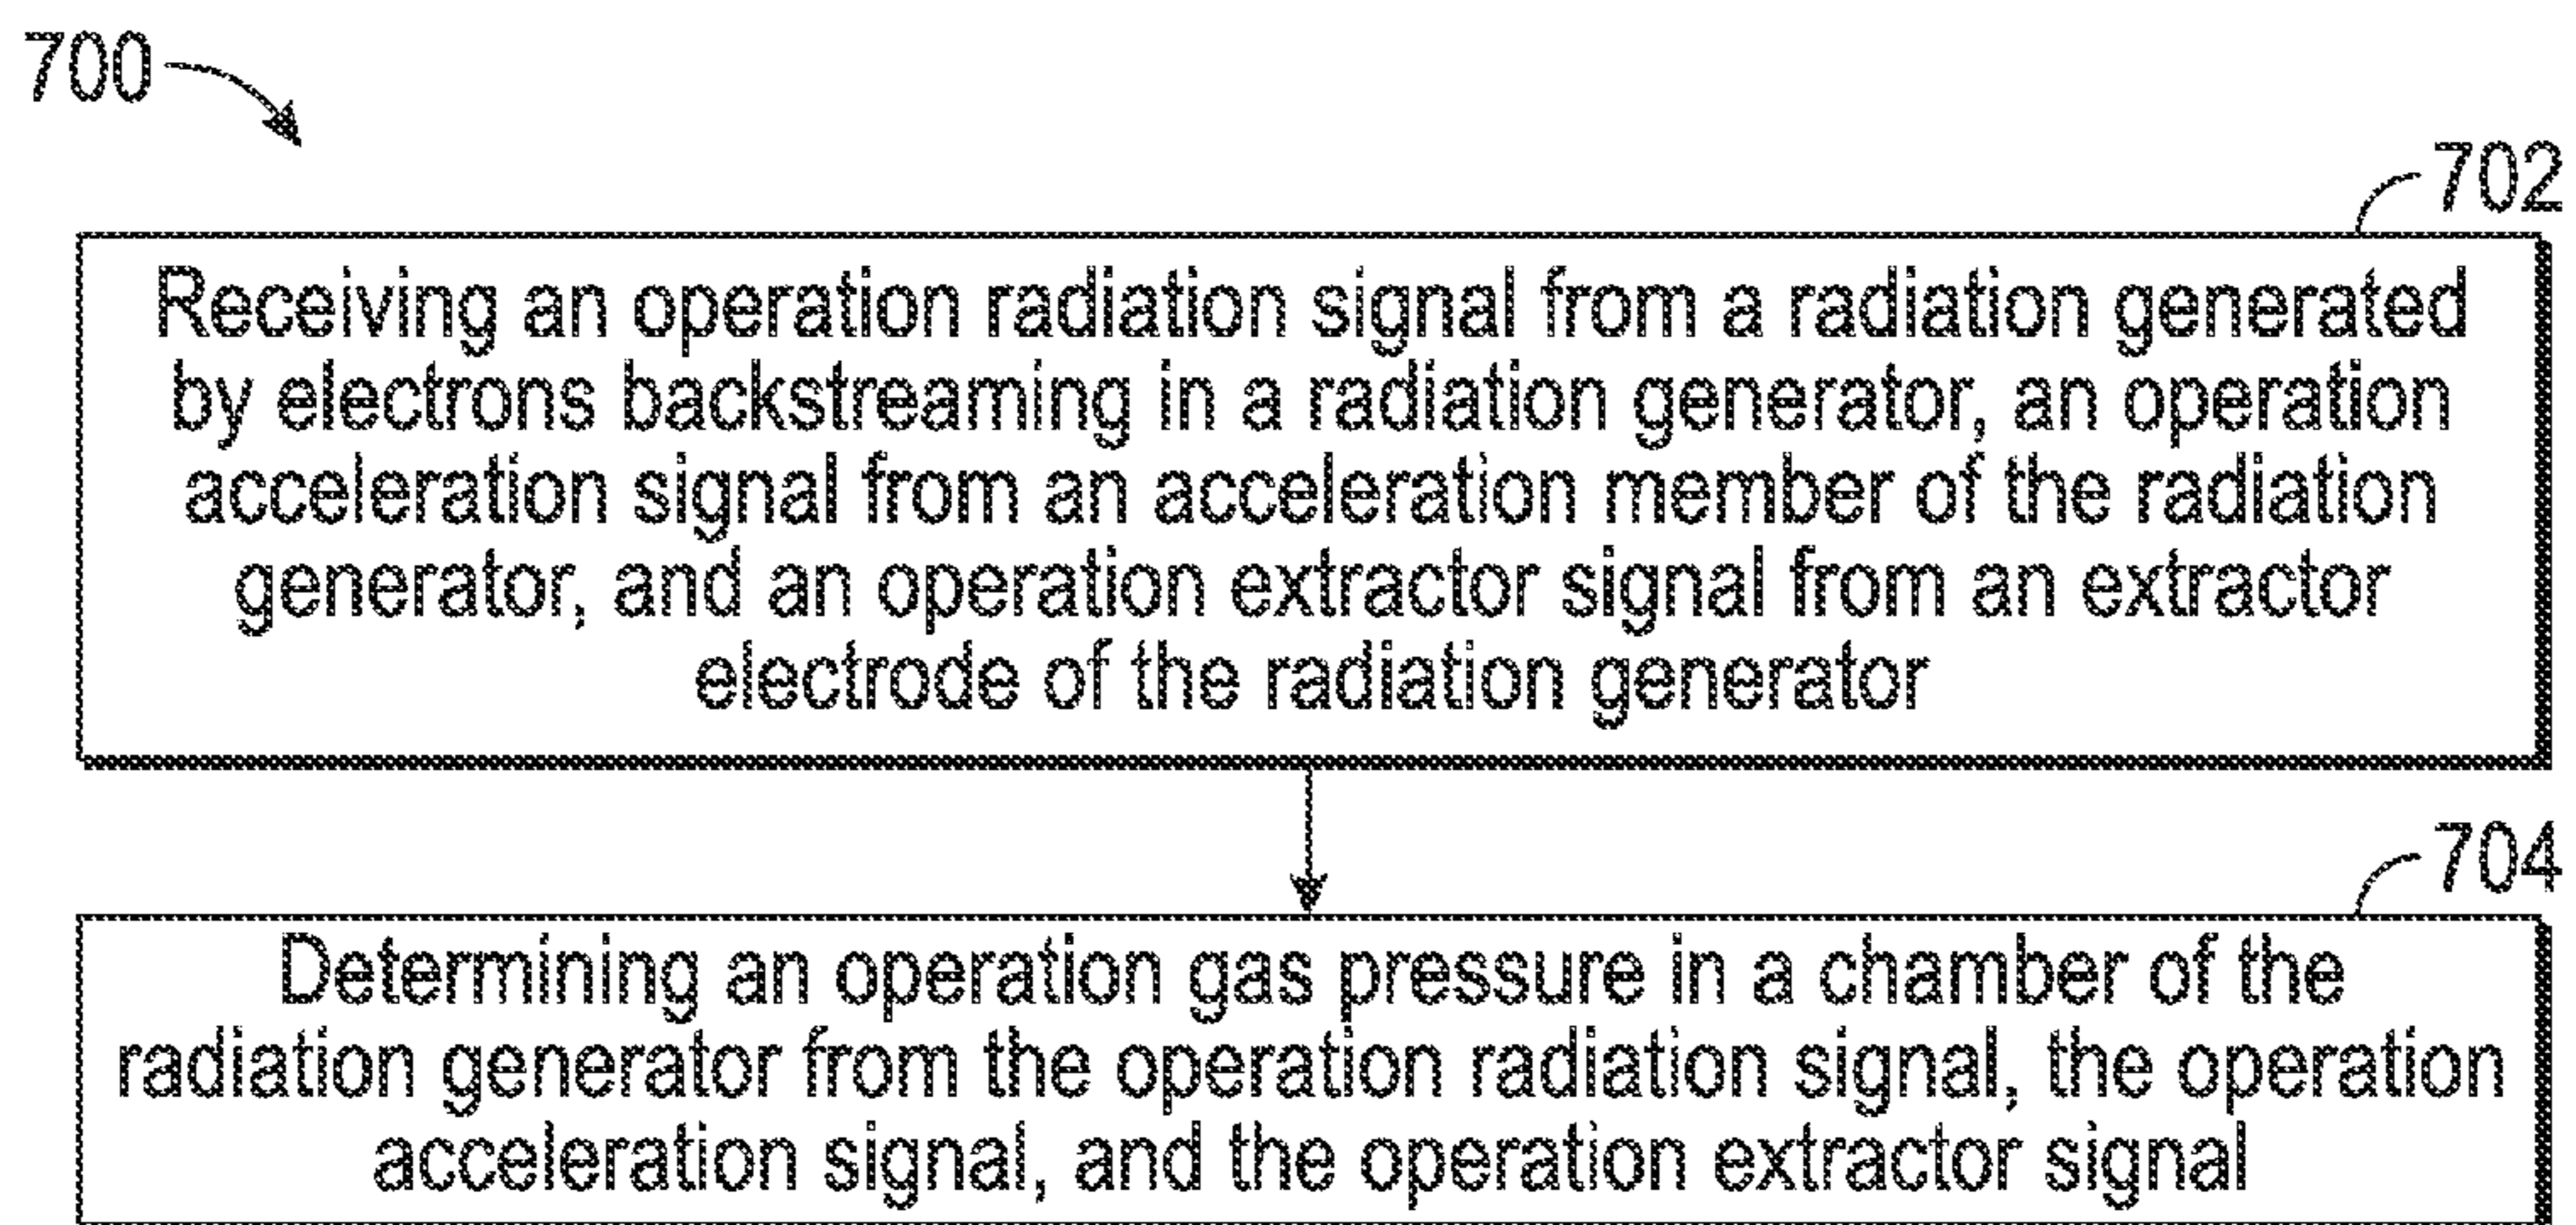 700
702
Receiving an operation radiation signal from a radiation generated
by electrons backstreaming in a radiation generator, an operation
acceleration signal from an acceleration member of the radiation
generator, and an operation extractor signal from an extractor
electrode of the radiation generator
704
Determining an operation gas pressure in a chamber of the
radiation generator from the operation radiation signal, the operation
acceleration signal, and the operation extractor signal